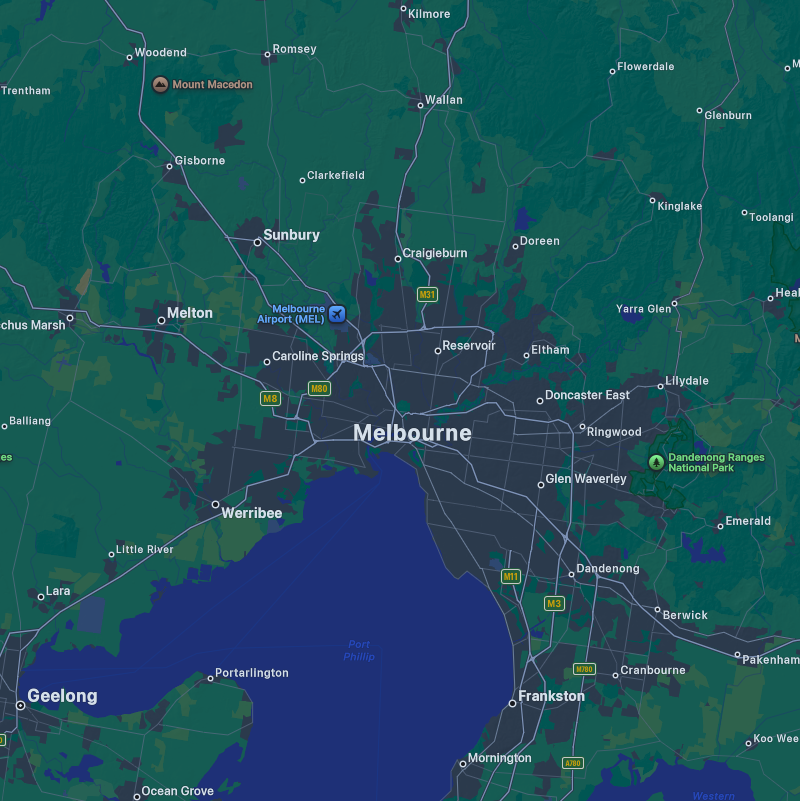 Kilmore
Woodend
Romsey
Flowerdale
Mount Macedon
Trentham
Wallan
Glenburn
Gisborne
Clarkefield
Kinglake
Toolangi
Sunbury
Doreen
Craigieburn
M31
Heal
Yarra Glen
Melbourne
Airport (MEL)
Melton
chus Marsh
Reservoir
Eltham
Caroline Springs
M80
M8
Lilydale
Doncaster East
Balliang
Melbourne
Ringwood
es
Dandenong Ranges
National Park
Glen Waverley
Werribee
Emerald
Little River
M11
Dandenong
Lara
M3
Berwick
Port
Phillip
Pakenham
Portarlington
M780
Cranbourne
Geelong
Frankston
Koo Wee
Mornington
A780
Ocean Grove
Western